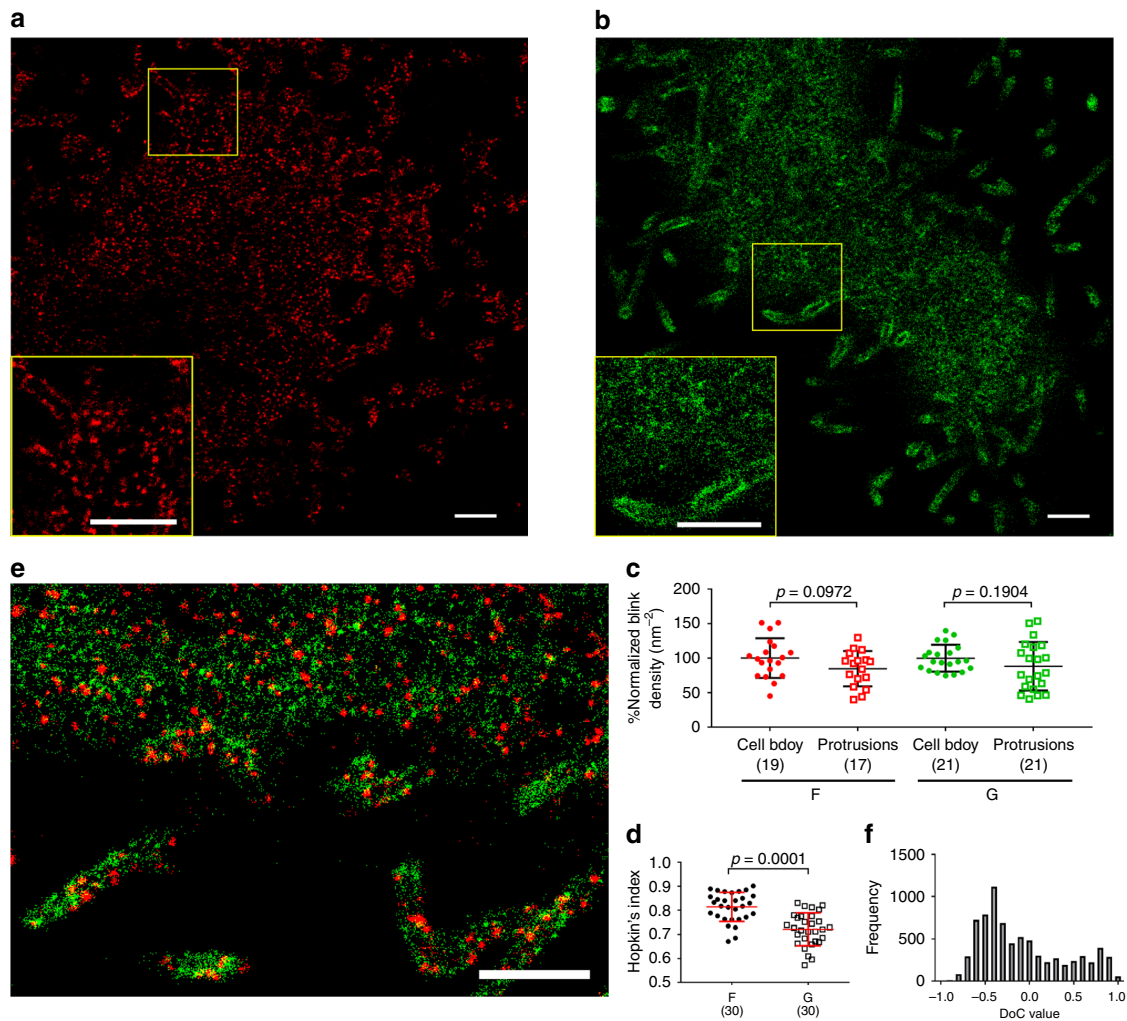 a
b
e
c
%Normalized blink
density (nm⁻²)
200
150
100
50
0
p = 0.0972
p = 0.1904
Cell bdoy
(19)
Protrusions
(17)
Cell bdoy
(21)
Protrusions
(21)
F
G
d
Hopkin's index
1.0
0.9
0.8
0.7
0.6
0.5
p = 0.0001
F
(30)
G
(30)
f
Frequency
1500
1000
500
0
–1.0
–0.5
0.0
0.5
1.0
DoC value